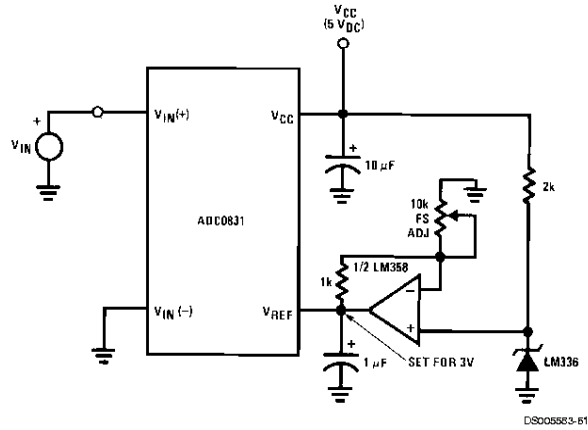 VCC
(5 VDC)
+
VIN
VIN(+)
VCC
+
10 µF
2k
10k
FS
ADJ
ADC0831
1/2 LM358
1k
−
VIN(−)
VREF
+
+
1 µF
SET FOR 3V
LM336
DS005583-61